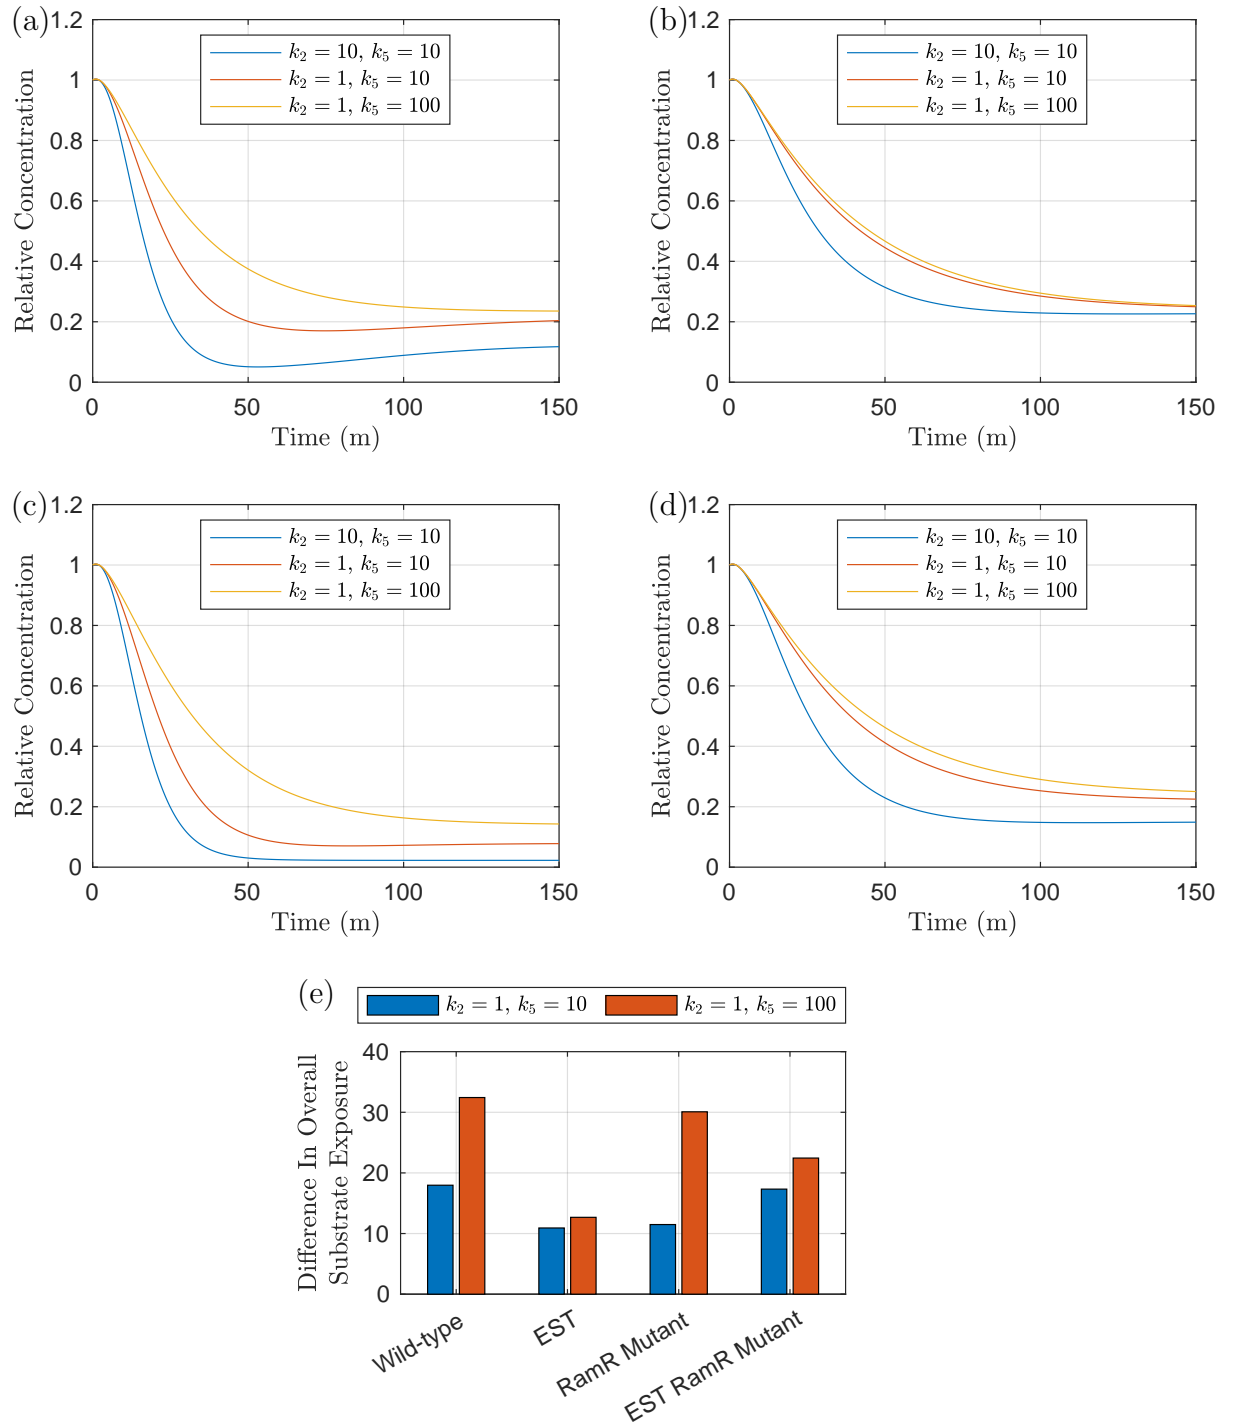 (a)
1.2
1
0.8
0.6
0.4
0.2
0
Relative Concentration
k₂ = 10, k₅ = 10
k₂ = 1, k₅ = 10
k₂ = 1, k₅ = 100
0 50 100 150
Time (m)
(b)
1.2
1
0.8
0.6
0.4
0.2
0
Relative Concentration
k₂ = 10, k₅ = 10
k₂ = 1, k₅ = 10
k₂ = 1, k₅ = 100
0 50 100 150
Time (m)
(c)
1.2
1
0.8
0.6
0.4
0.2
0
Relative Concentration
k₂ = 10, k₅ = 10
k₂ = 1, k₅ = 10
k₂ = 1, k₅ = 100
0 50 100 150
Time (m)
(d)
1.2
1
0.8
0.6
0.4
0.2
0
Relative Concentration
k₂ = 10, k₅ = 10
k₂ = 1, k₅ = 10
k₂ = 1, k₅ = 100
0 50 100 150
Time (m)
(e)
k₂ = 1, k₅ = 10 k₂ = 1, k₅ = 100
40
30
20
10
0
Difference In Overall
Substrate Exposure
Wild-type
EST
RamR Mutant
EST RamR Mutant